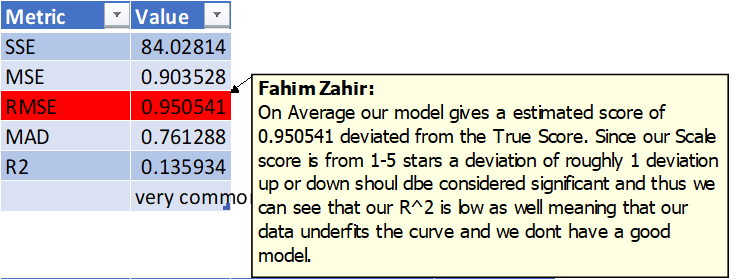 Metric Value
SSE 84.02814
MSE 0.903528
RMSE 0.950541
MAD 0.761288
R2 0.135934
very common
Fahim Zahir:
On Average our model gives a estimated score of
0.950541 deviated from the True Score. Since our Scale
score is from 1-5 stars a deviation of roughly 1 deviation
up or down shoul dbe considered significant and thus we
can see that our R^2 is low as well meaning that our
data underfits the curve and we dont have a good
model.